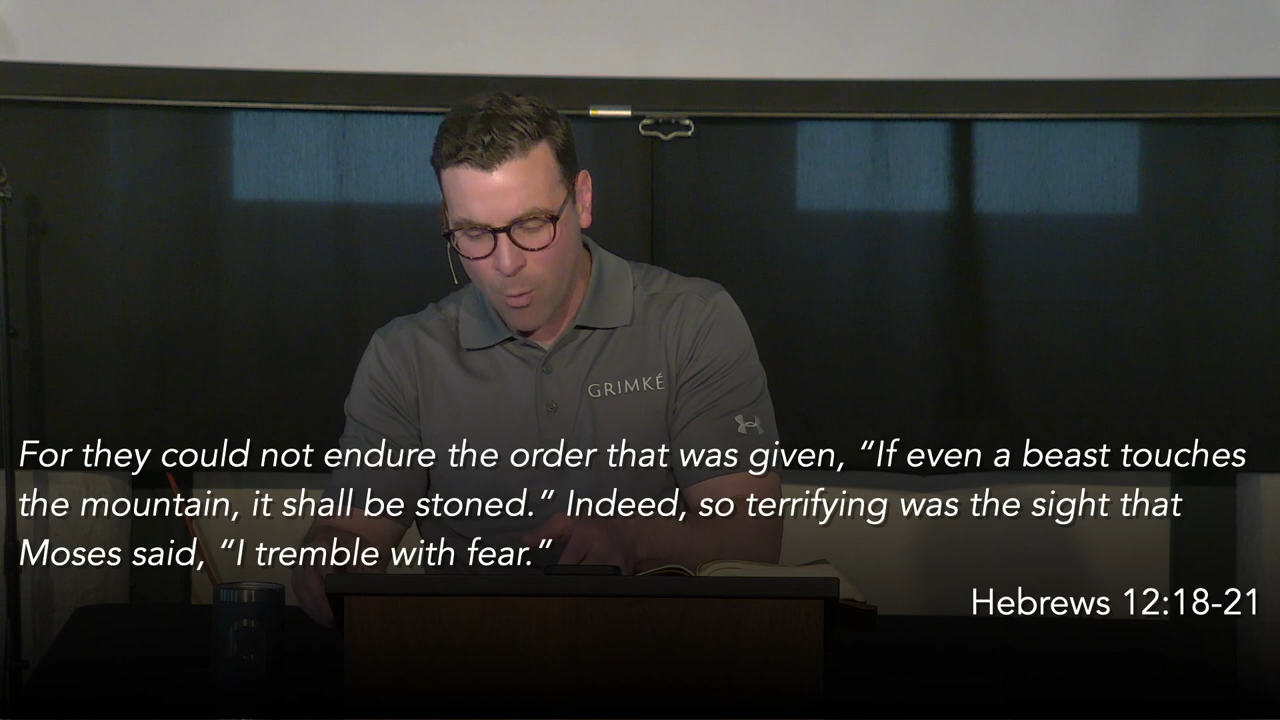 GRIMKÉ
For they could not endure the order that was given, “If even a beast touches
the mountain, it shall be stoned.” Indeed, so terrifying was the sight that
Moses said, “I tremble with fear.”
Hebrews 12:18-21